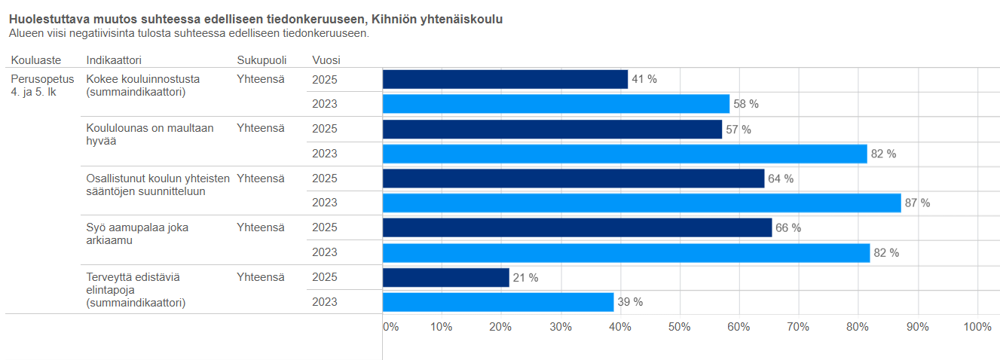 Huolestuttava muutos suhteessa edelliseen tiedonkeruuseen, Kihniön yhtenäiskoulu
Alueen viisi negatiivisinta tulosta suhteessa edelliseen tiedonkeruuseen.
Kouluaste Indikaattori Sukupuoli Vuosi
Perusopetus Kokee kouluinnostusta Yhteensä 2025 41 %
4. ja 5. lk (summaindikaattori)
2023 58 %
Koululounas on maultaan Yhteensä 2025 57 %
hyvää
2023 82 %
Osallistunut koulun yhteisten Yhteensä 2025 64 %
sääntöjen suunnitteluun
2023 87 %
Syö aamupalaa joka Yhteensä 2025 66 %
arkiaamu
2023 82 %
Terveyttä edistäviä Yhteensä 2025 21 %
elintapoja
(summaindikaattori) 2023 39 %
0% 10% 20% 30% 40% 50% 60% 70% 80% 90% 100%